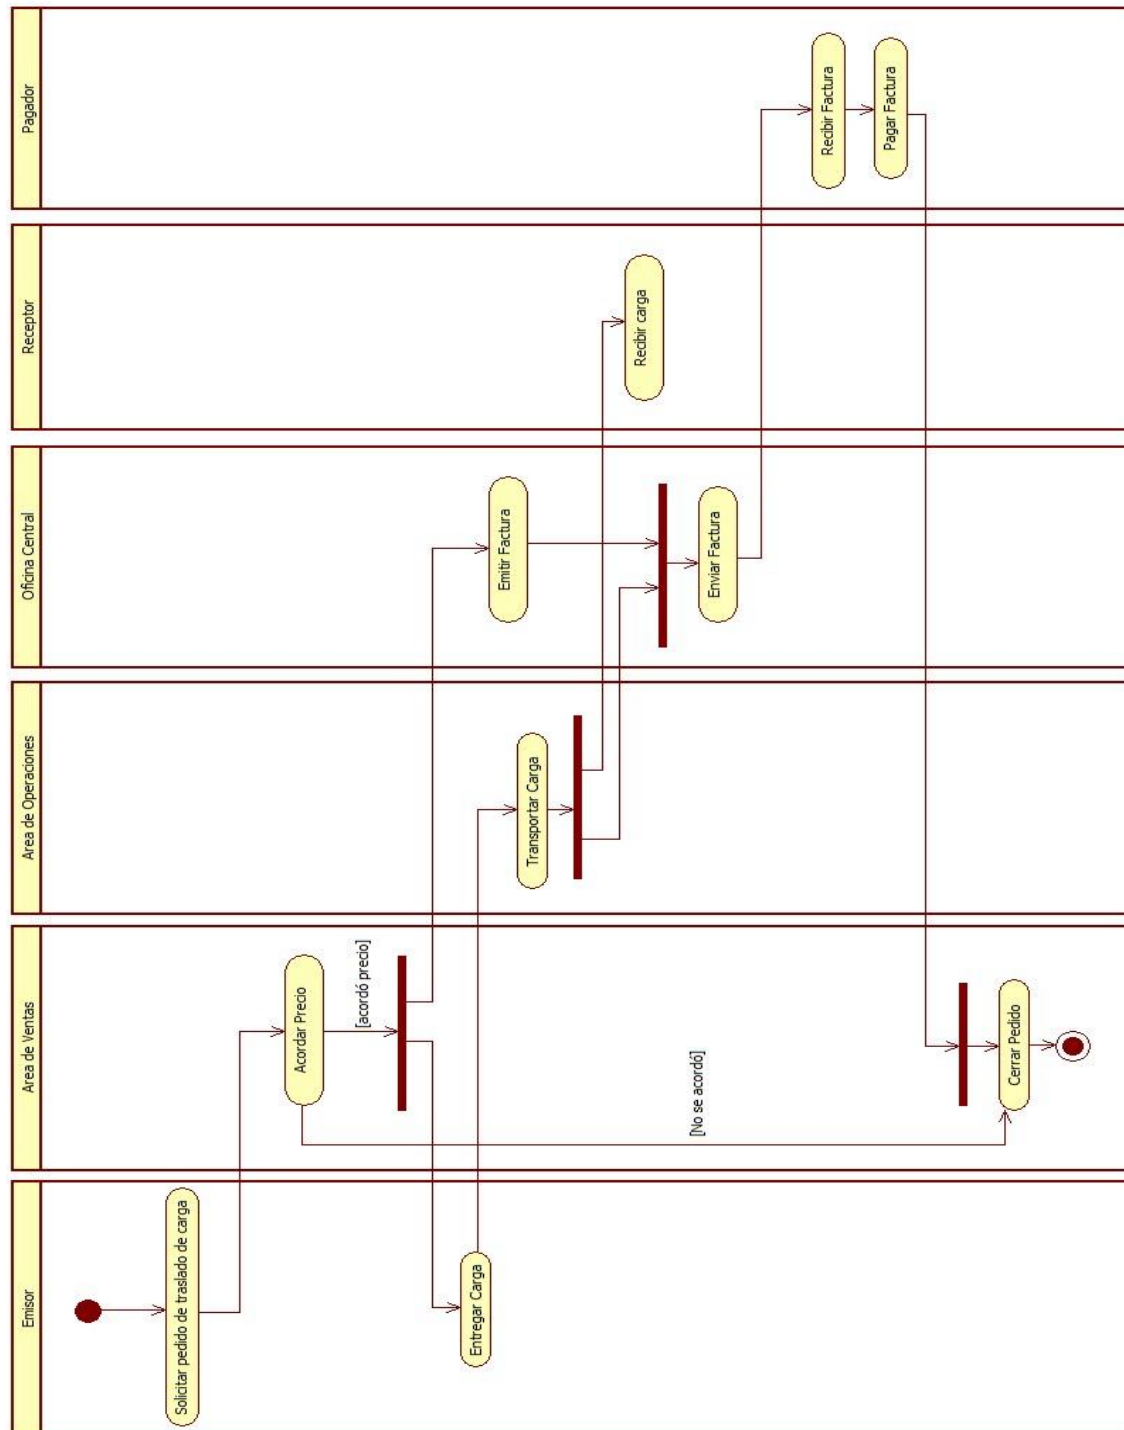 Emisor
Area de Ventas
Area de Operaciones
Oficina Central
Receptor
Pagador
Solicitar pedido de traslado de carga
Acordar Precio
[acordó precio]
Entregar Carga
Emitir Factura
Transportar Carga
Recibir carga
[No se acordó]
Enviar Factura
Recibir Factura
Pagar Factura
Cerrar Pedido